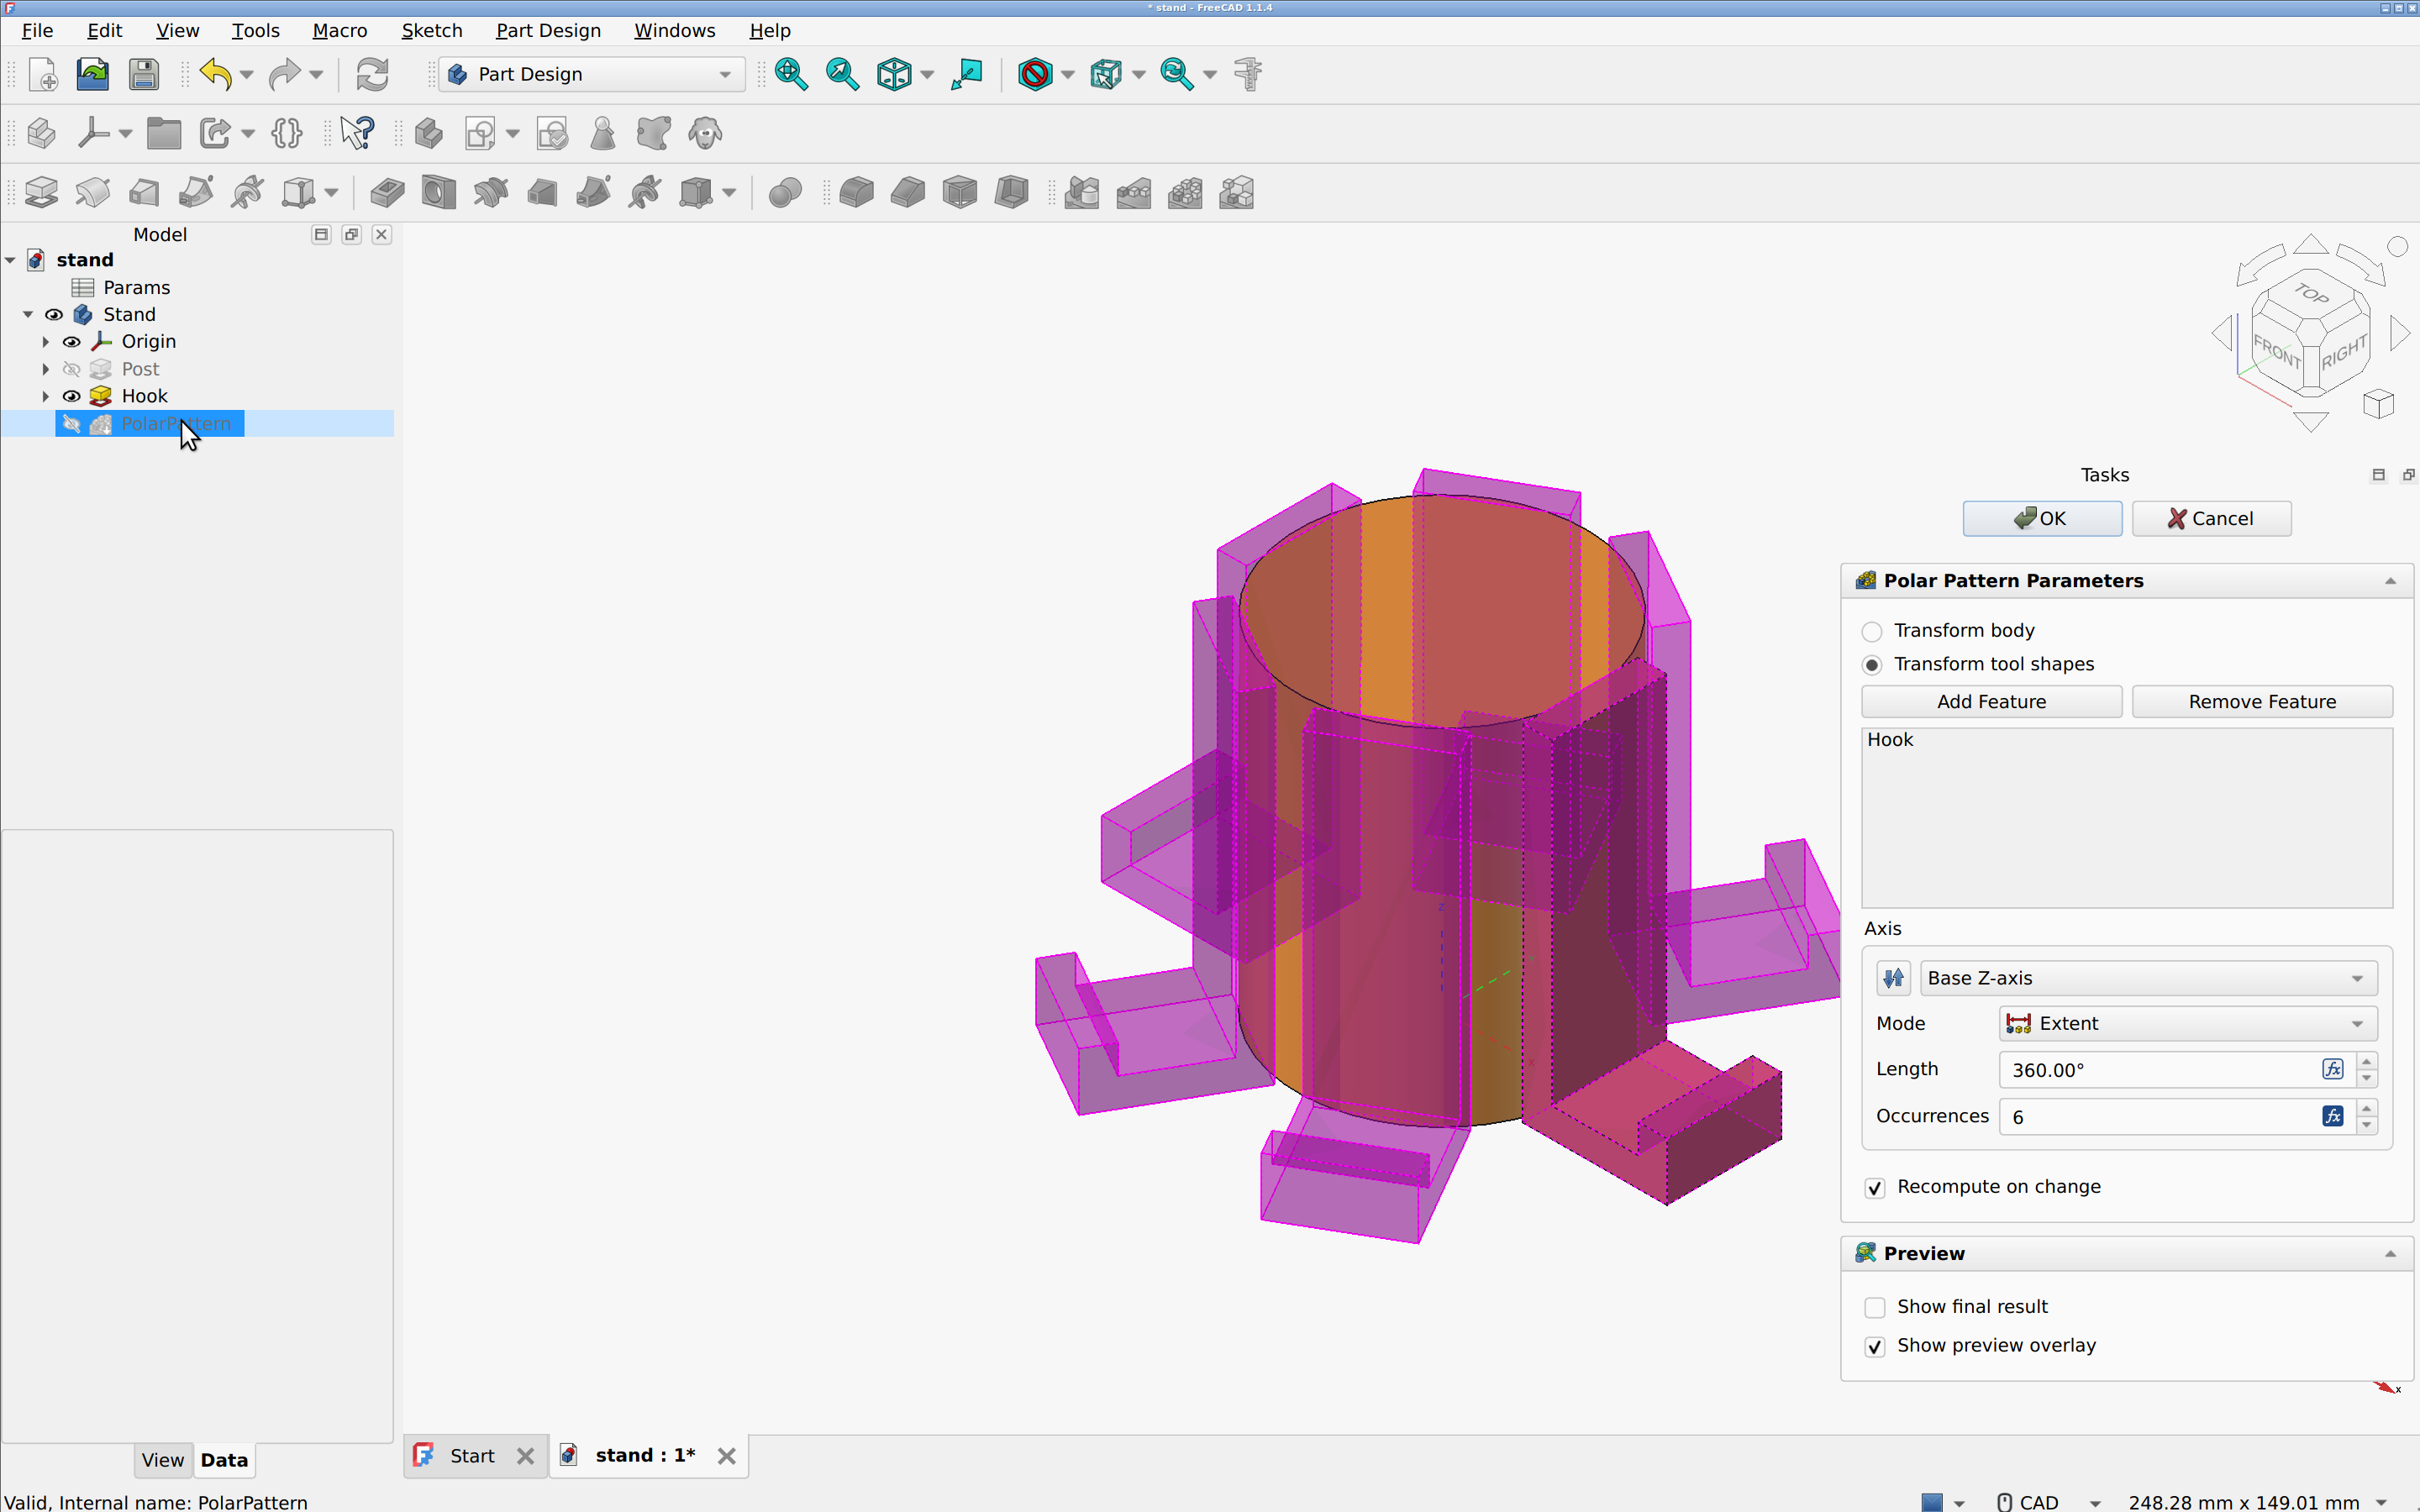 * stand - FreeCAD 1.1.4
File Edit View Tools Macro Sketch Part Design Windows Help
Part Design
Model
stand
Params
Stand
Origin
Post
Hook
PolarPattern
TOP
FRONT
RIGHT
Tasks
OK Cancel
Polar Pattern Parameters
Transform body
Transform tool shapes
Add Feature Remove Feature
Hook
Axis
Base Z-axis
Mode Extent
Length 360.00°
Occurrences 6
Recompute on change
Preview
Show final result
Show preview overlay
x
View Data
Start stand : 1*
Valid, Internal name: PolarPattern
CAD 248.28 mm x 149.01 mm